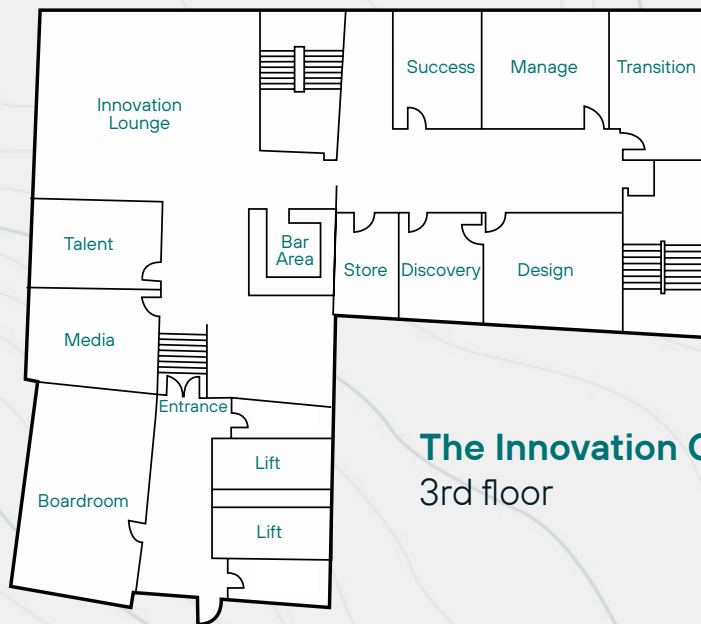 Success
Manage
Transition
Innovation
Lounge
Talent
Bar
Area
Store
Discovery
Design
Media
Entrance
Lift
Boardroom
Lift
The Innovation
3rd floor